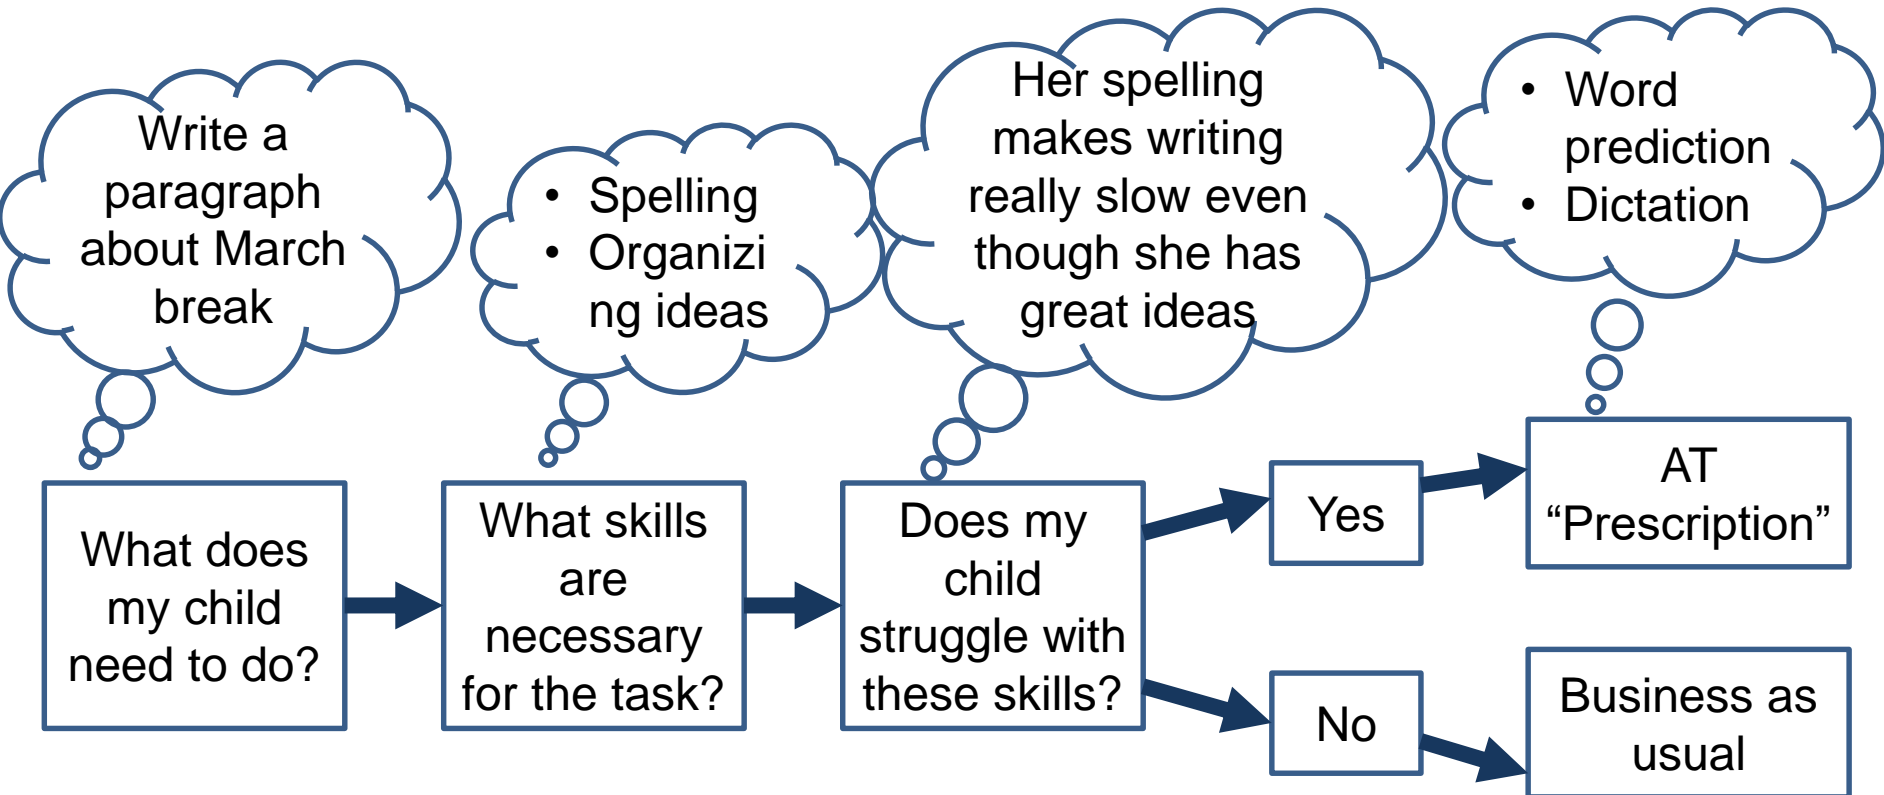 Write a
paragraph
about March
break
• Spelling
• Organizi
ng ideas
Her spelling
makes writing
really slow even
though she has
great ideas
• Word
prediction
• Dictation
What does
my child
need to do?
What skills
are
necessary
for the task?
Does my
child
struggle with
these skills?
Yes
AT
“Prescription”
No
Business as
usual